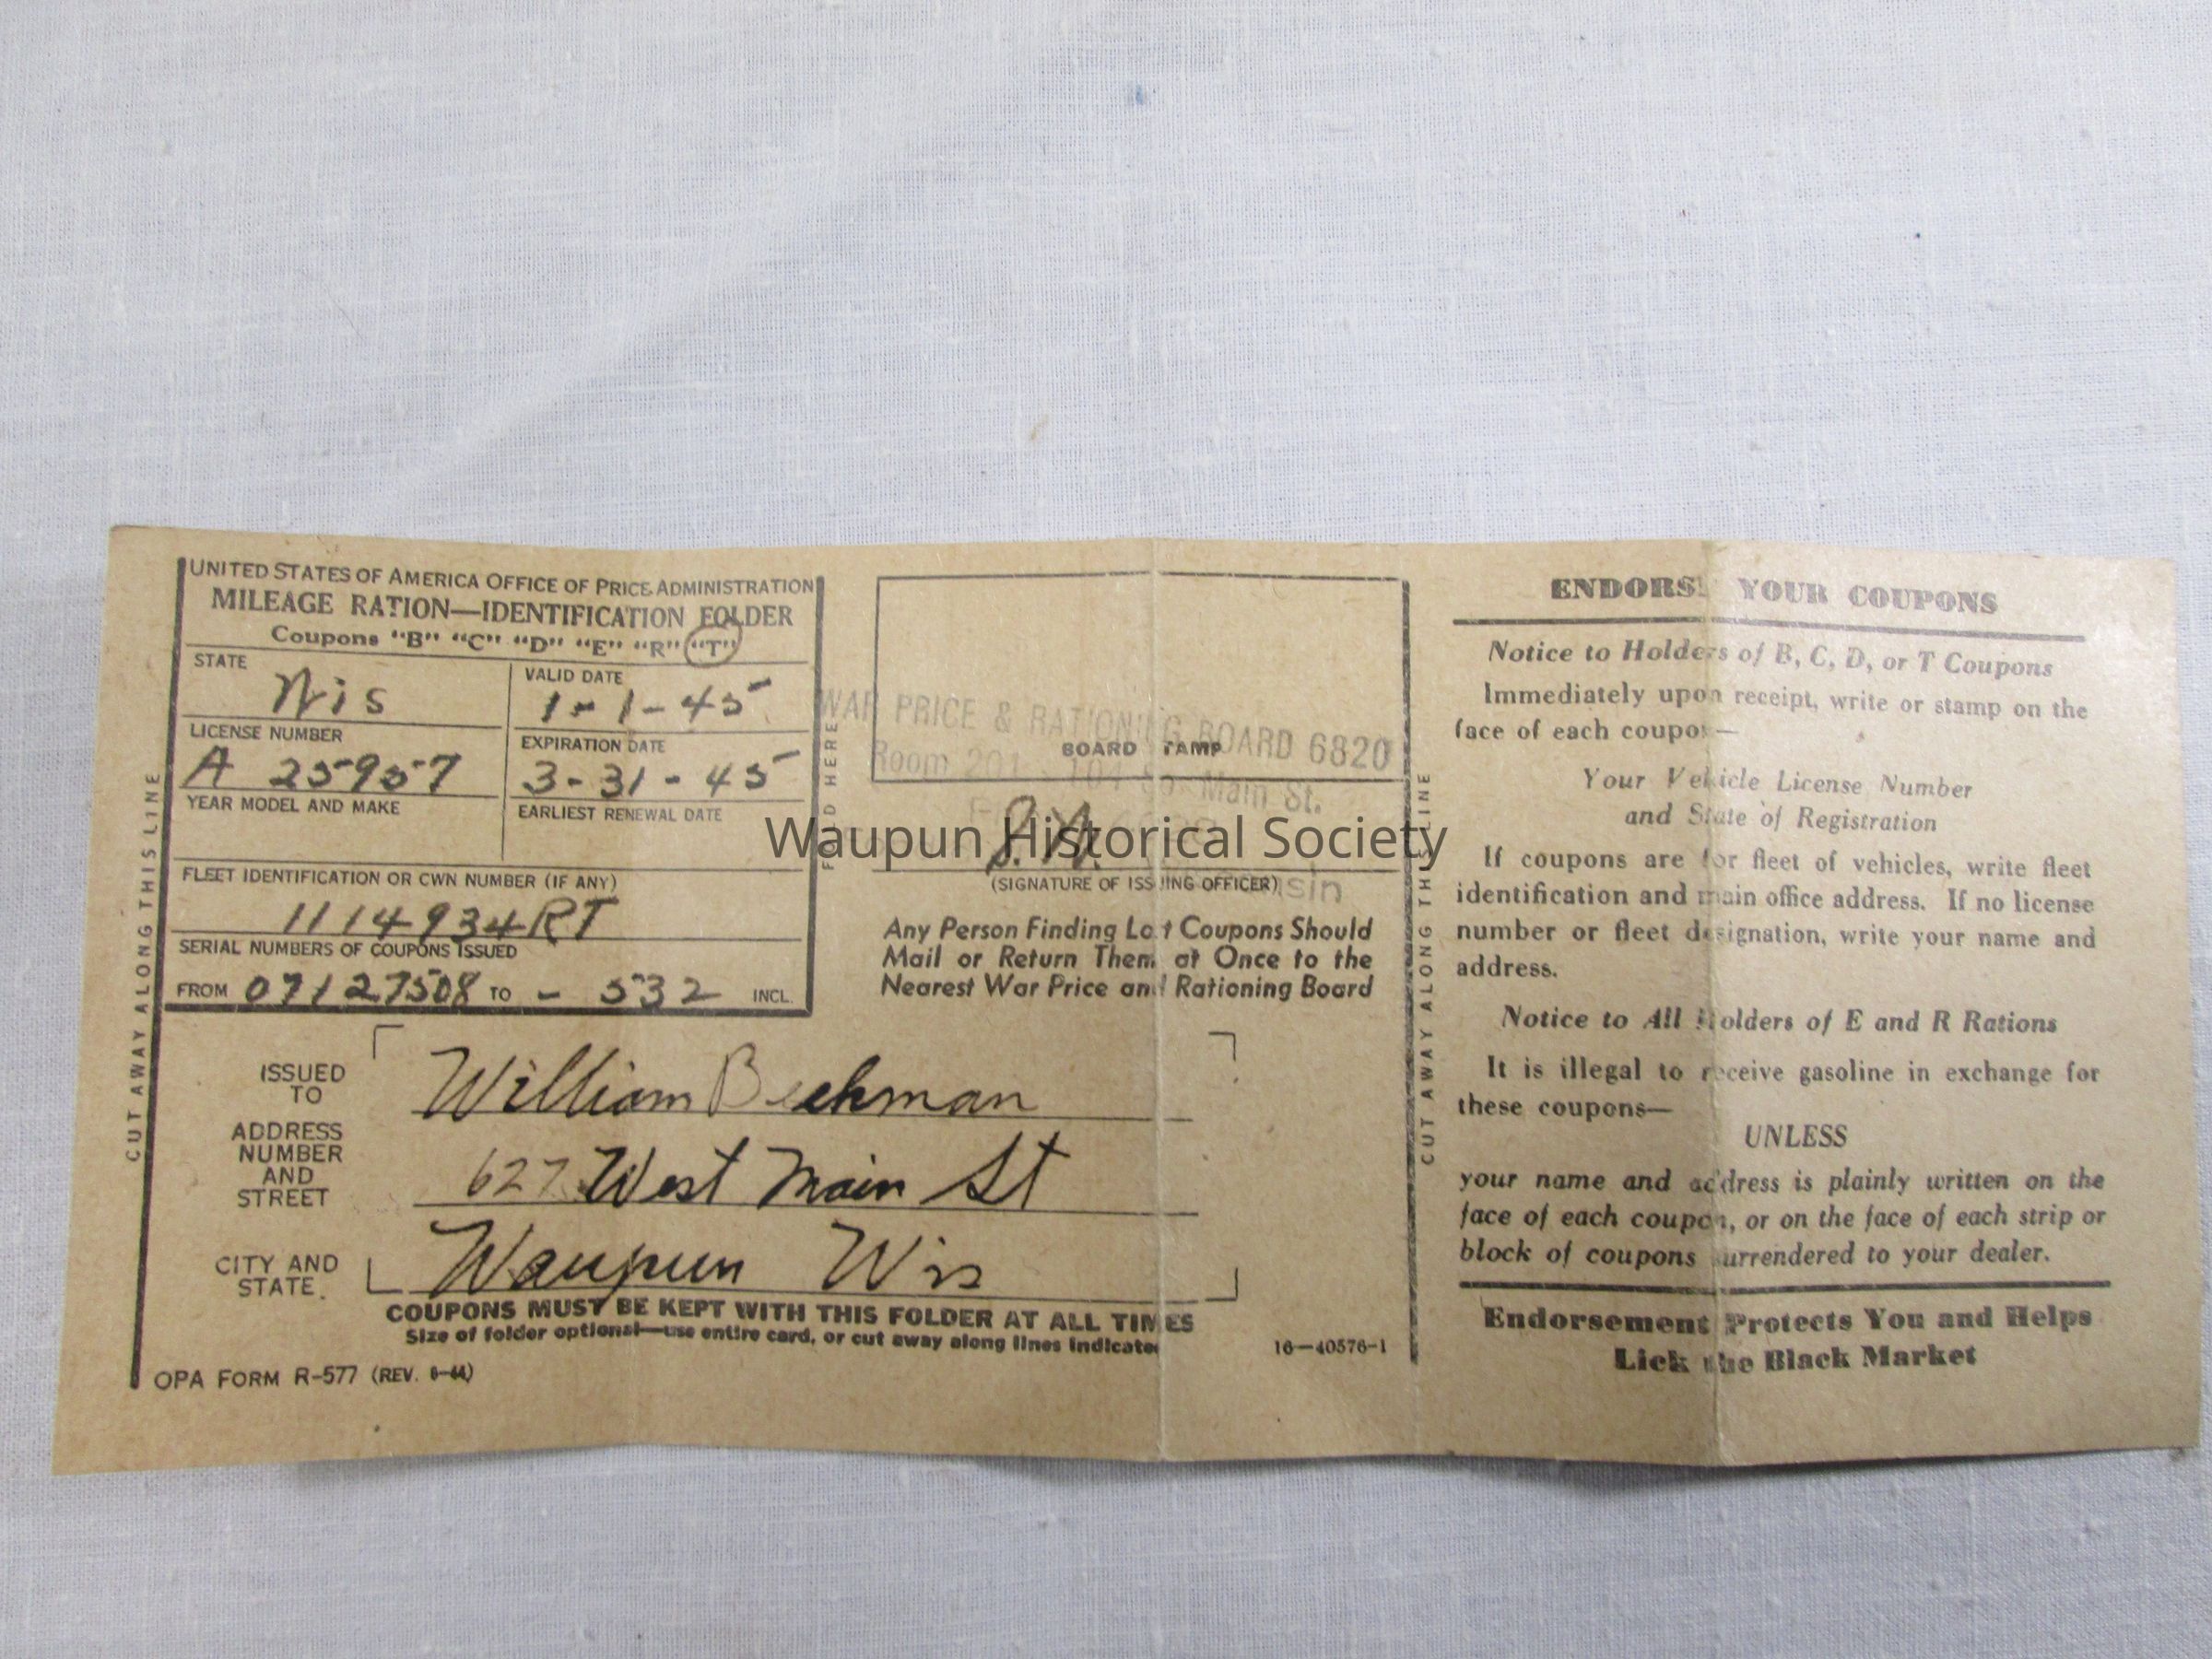 UNITED STATES OF AMERICA OFFICE OF PRICE ADMINISTRATION
MILEAGE RATION—IDENTIFICATION FOLDER
Coupons "B" "C" "D" "E" "R" "T"
STATE
Wis
VALID DATE
1-1-45
LICENSE NUMBER
A 25957
EXPIRATION DATE
3-31-45
YEAR MODEL AND MAKE
EARLIEST RENEWAL DATE
FLEET IDENTIFICATION OR CWN NUMBER (IF ANY)
1114934RT
SERIAL NUMBERS OF COUPONS ISSUED
FROM 07127508 TO - 532 INCL.
CUT AWAY ALONG THIS LINE
HERE
ISSUED TO
William Beekman
ADDRESS NUMBER AND STREET
627 West Main St
CITY AND STATE
Waupun Wis
COUPONS MUST BE KEPT WITH THIS FOLDER AT ALL TIMES
Size of folder optional—use entire card, or cut away along lines indicated
OPA FORM R-577 (REV. 8-44)
16—40576-1
WAR PRICE & RATIONING BOARD 6820
Room 201 - 104 So. Main St.
BOARD STAMP
(SIGNATURE OF ISSUING OFFICER)
Any Person Finding Lost Coupons Should
Mail or Return Them at Once to the
Nearest War Price and Rationing Board
CUT AWAY ALONG THIS LINE
ENDORSE YOUR COUPONS
Notice to Holders of B, C, D, or T Coupons
Immediately upon receipt, write or stamp on the
face of each coupon—
Your Vehicle License Number
and State of Registration
If coupons are for fleet of vehicles, write fleet
identification and main office address. If no license
number or fleet designation, write your name and
address.
Notice to All Holders of E and R Rations
It is illegal to receive gasoline in exchange for
these coupons—
UNLESS
your name and address is plainly written on the
face of each coupon, or on the face of each strip or
block of coupons surrendered to your dealer.
Endorsement Protects You and Helps
Lick the Black Market
Waupun Historical Society